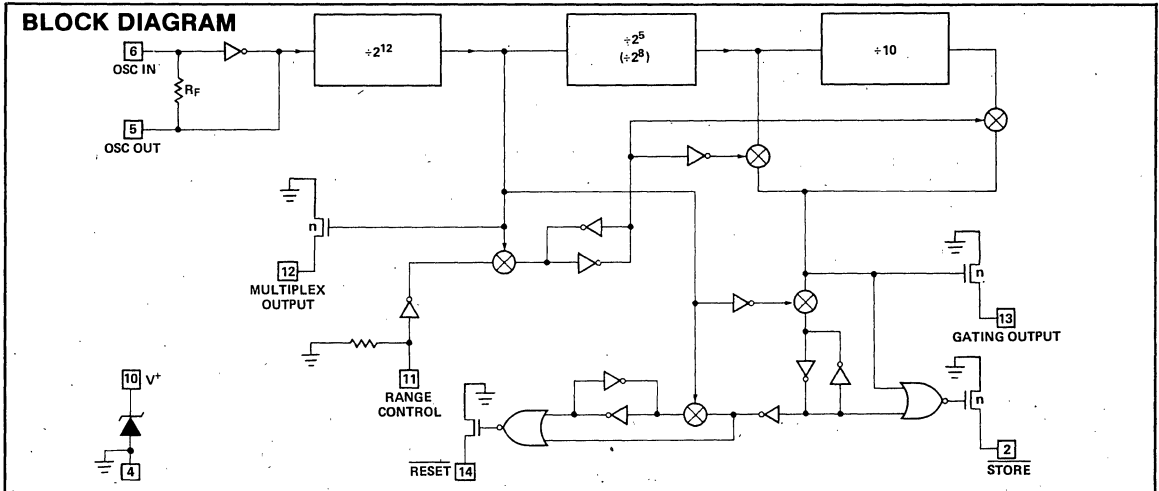 BLOCK DIAGRAM
6
OSC IN
RF
5
OSC OUT
÷2¹²
÷2⁵
(÷2⁸)
÷10
n
12
MULTIPLEX
OUTPUT
11
RANGE
CONTROL
10 V⁺
4
n
13
GATING OUTPUT
n
2
STORE
RESET 14